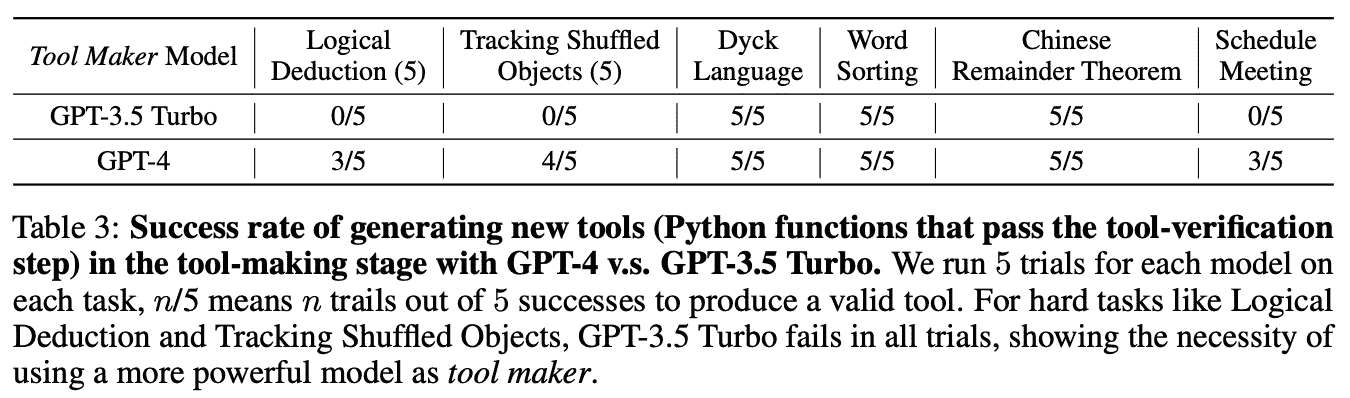 Tool Maker Model | Logical Deduction (5) | Tracking Shuffled Objects (5) | Dyck Language | Word Sorting | Chinese Remainder Theorem | Schedule Meeting
GPT-3.5 Turbo | 0/5 | 0/5 | 5/5 | 5/5 | 5/5 | 0/5
GPT-4 | 3/5 | 4/5 | 5/5 | 5/5 | 5/5 | 3/5
Table 3: Success rate of generating new tools (Python functions that pass the tool-verification
step) in the tool-making stage with GPT-4 v.s. GPT-3.5 Turbo. We run 5 trials for each model on
each task, n/5 means n trails out of 5 successes to produce a valid tool. For hard tasks like Logical
Deduction and Tracking Shuffled Objects, GPT-3.5 Turbo fails in all trials, showing the necessity of
using a more powerful model as tool maker.